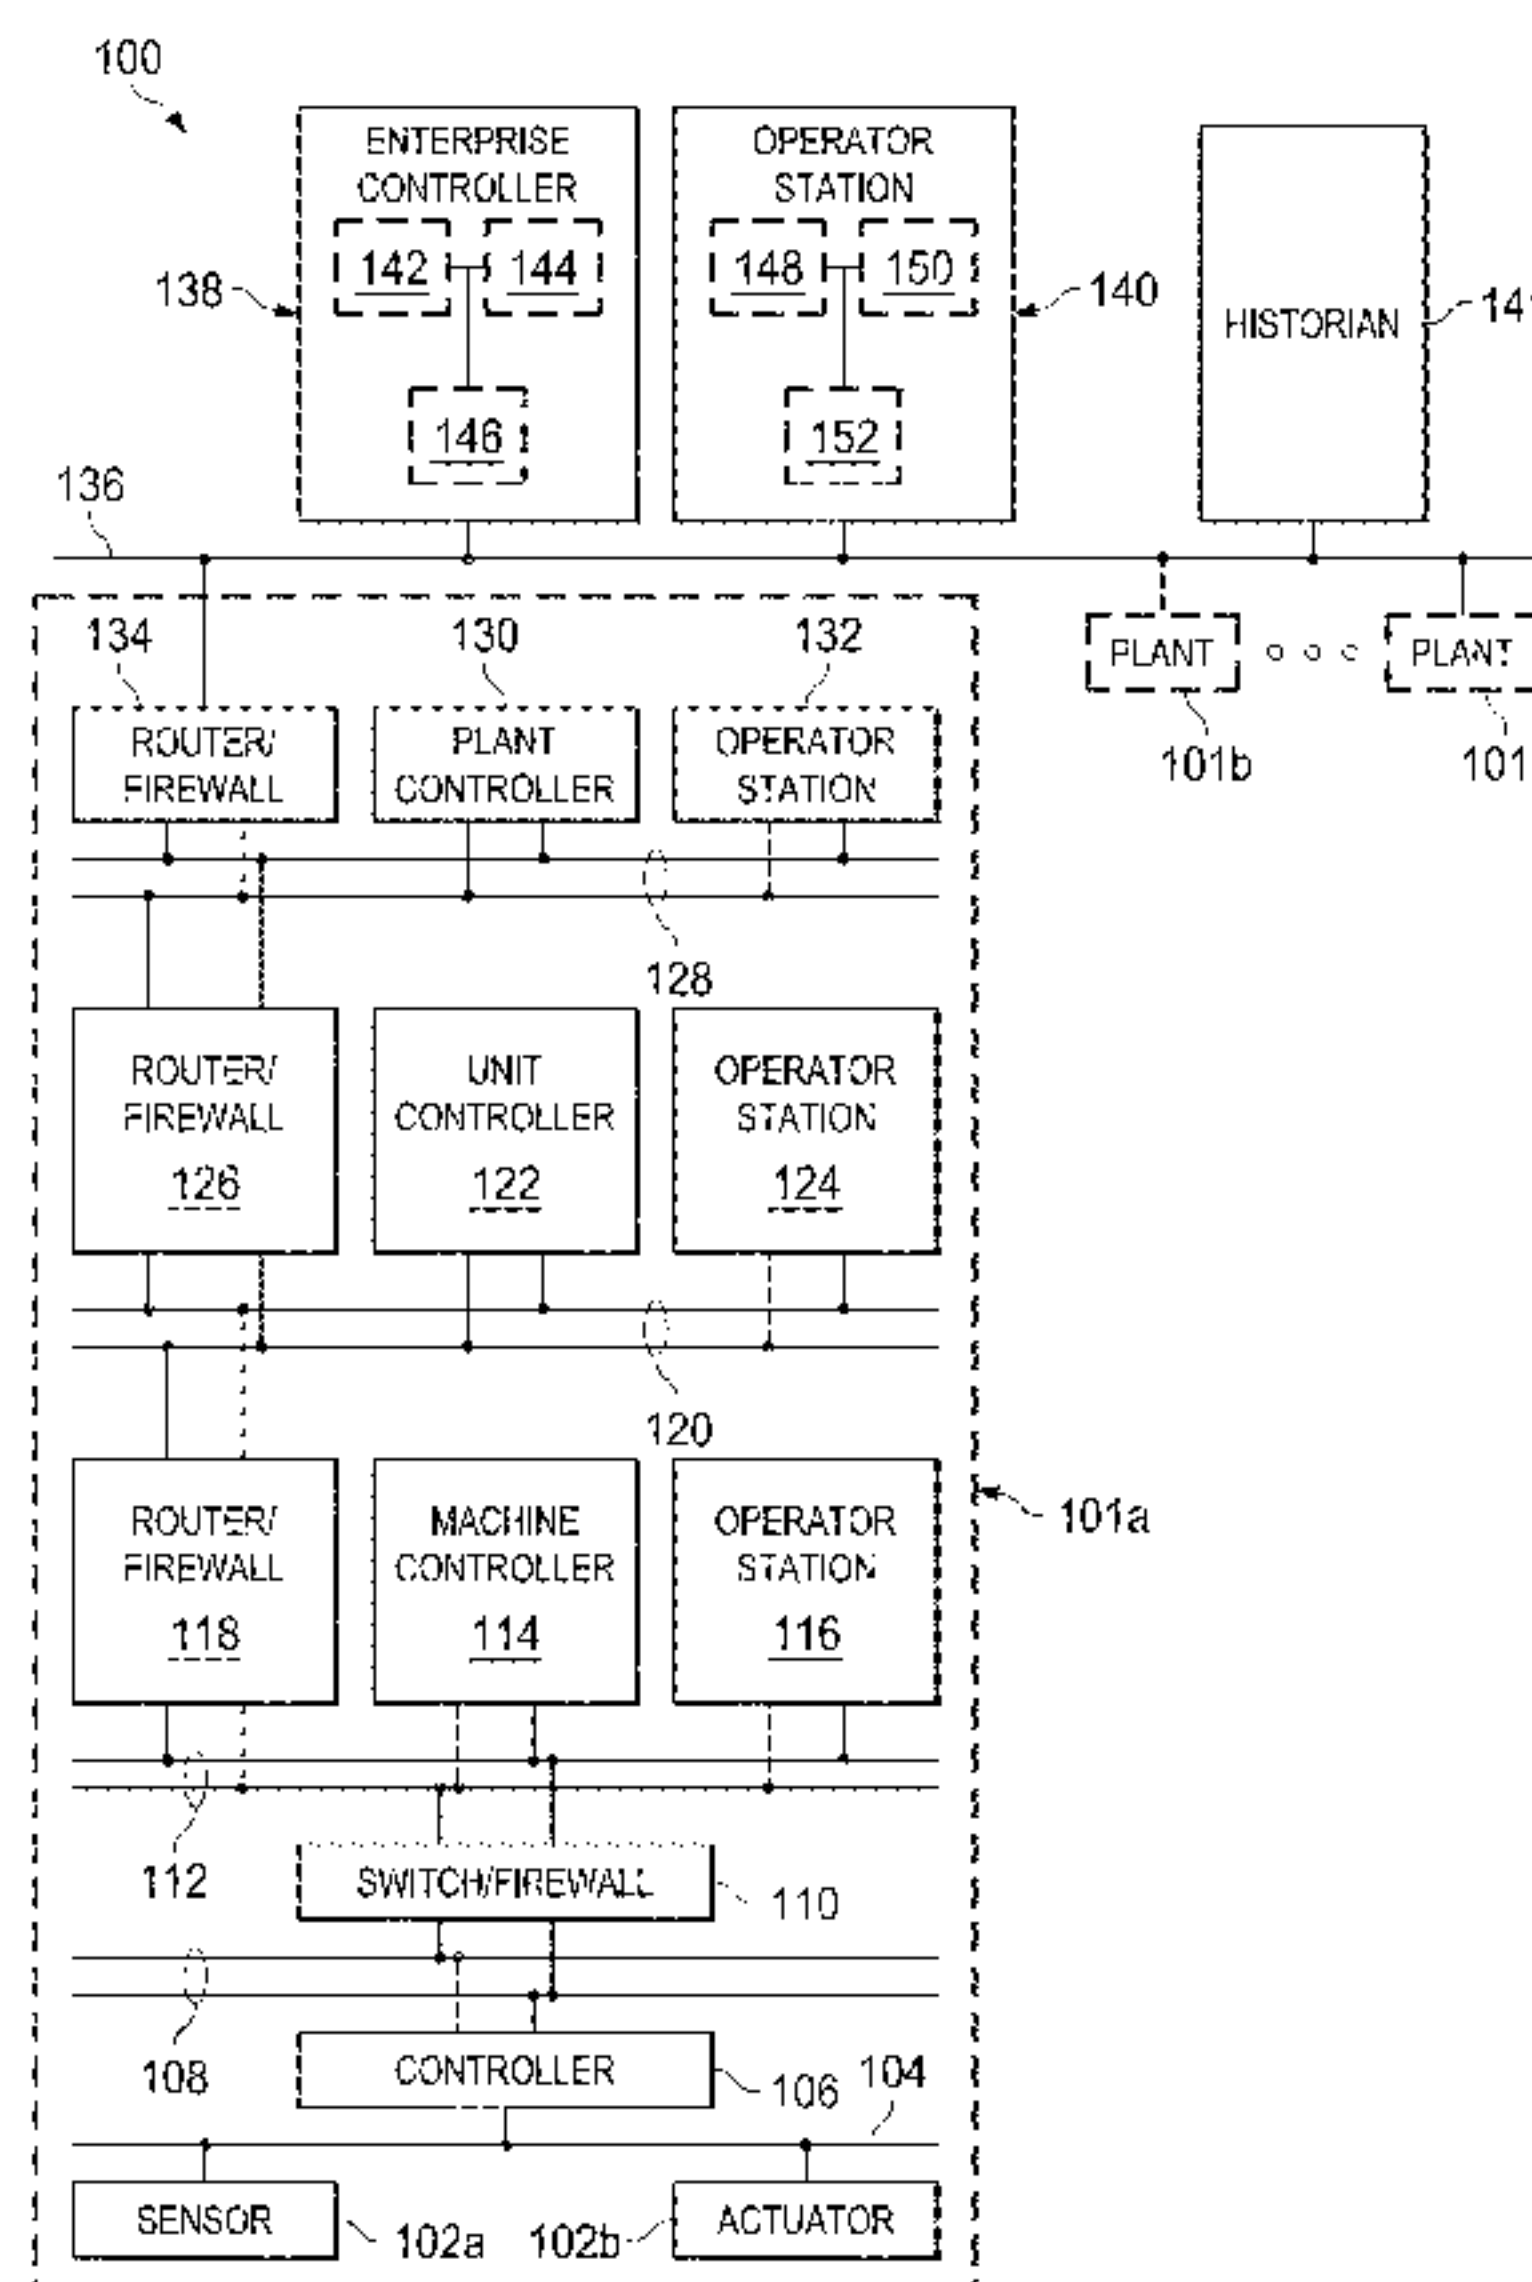 100
ENTERPRISE
CONTROLLER
142
144
146
138
OPERATOR
STATION
148
150
152
140
HISTORIAN
141
136
134
130
132
PLANT
PLANT
101b
101
ROUTER/
FIREWALL
PLANT
CONTROLLER
OPERATOR
STATION
128
ROUTER/
FIREWALL
126
UNIT
CONTROLLER
122
OPERATOR
STATION
124
120
ROUTER/
FIREWALL
118
MACHINE
CONTROLLER
114
OPERATOR
STATION
116
101a
112
SWITCH/FIREWALL
110
108
CONTROLLER
106
104
SENSOR
102a
102b
ACTUATOR